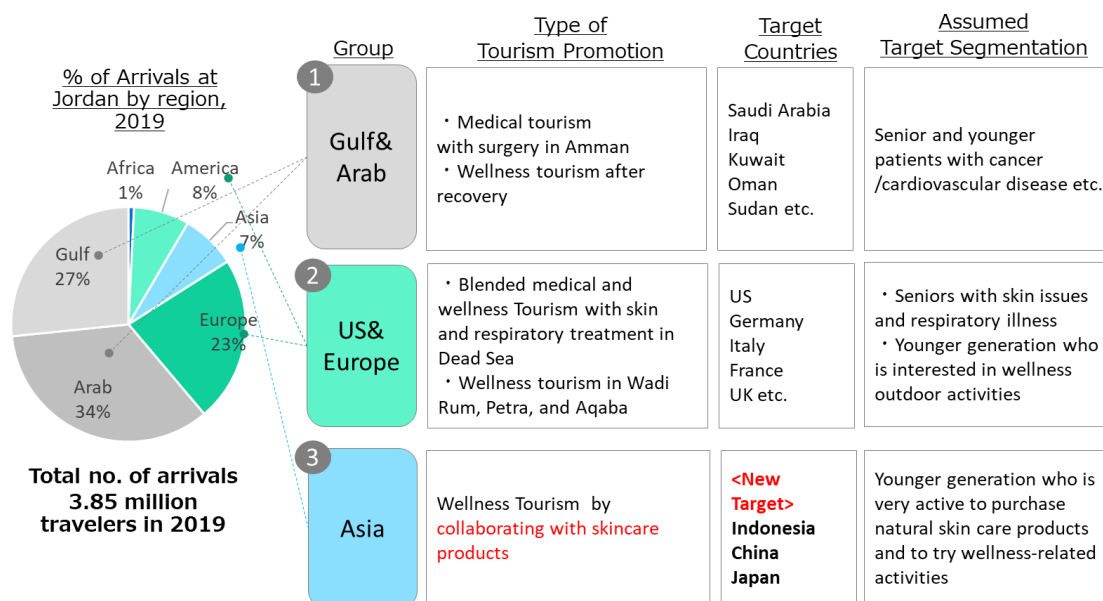 % of Arrivals at
Jordan by region,
2019
Africa
1%
America
8%
Asia
7%
Gulf
27%
Europe
23%
Arab
34%
Total no. of arrivals
3.85 million
travelers in 2019
Group
Type of
Tourism Promotion
Target
Countries
Assumed
Target Segmentation
1
Gulf&
Arab
・Medical tourism
with surgery in Amman
・Wellness tourism after
recovery
Saudi Arabia
Iraq
Kuwait
Oman
Sudan etc.
Senior and younger
patients with cancer
/cardiovascular disease etc.
2
US&
Europe
・Blended medical and
wellness Tourism with skin
and respiratory treatment in
Dead Sea
・Wellness tourism in Wadi
Rum, Petra, and Aqaba
US
Germany
Italy
France
UK etc.
・Seniors with skin issues
and respiratory illness
・Younger generation who
is interested in wellness
outdoor activities
3
Asia
Wellness Tourism by
collaborating with skincare
products
<New
Target>
Indonesia
China
Japan
Younger generation who is
very active to purchase
natural skin care products
and to try wellness-related
activities